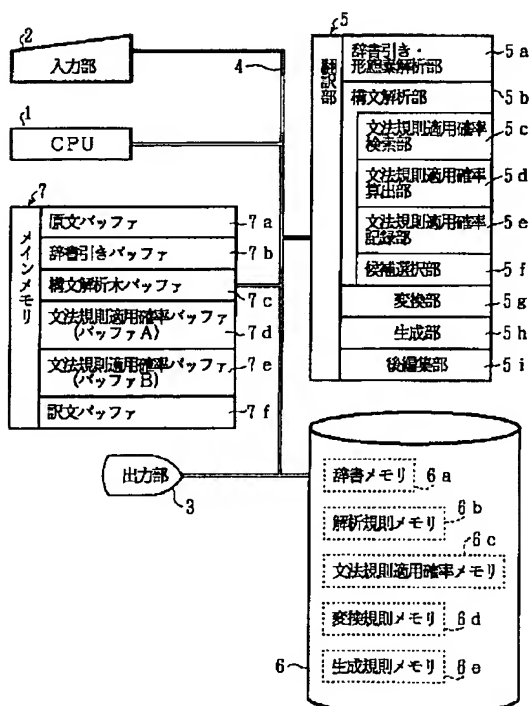 2
入力部
4
1
CPU
7
メインメモリ
原文バッファ
7a
辞書引きバッファ
7b
構文解析木バッファ
7c
文法規則適用確率バッファ
(バッファA)
7d
文法規則適用確率バッファ
(バッファB)
7e
訳文バッファ
7f
出力部
3
5
翻訳部
辞書引き・
形態素解析部
5a
構文解析部
5b
文法規則適用確率
検索部
5c
文法規則適用確率
算出部
5d
文法規則適用確率
記録部
5e
候補選択部
5f
変換部
5g
生成部
5h
後編集部
5i
辞書メモリ
6a
解析規則メモリ
6b
6c
文法規則適用確率メモリ
変換規則メモリ
6d
生成規則メモリ
6e
6